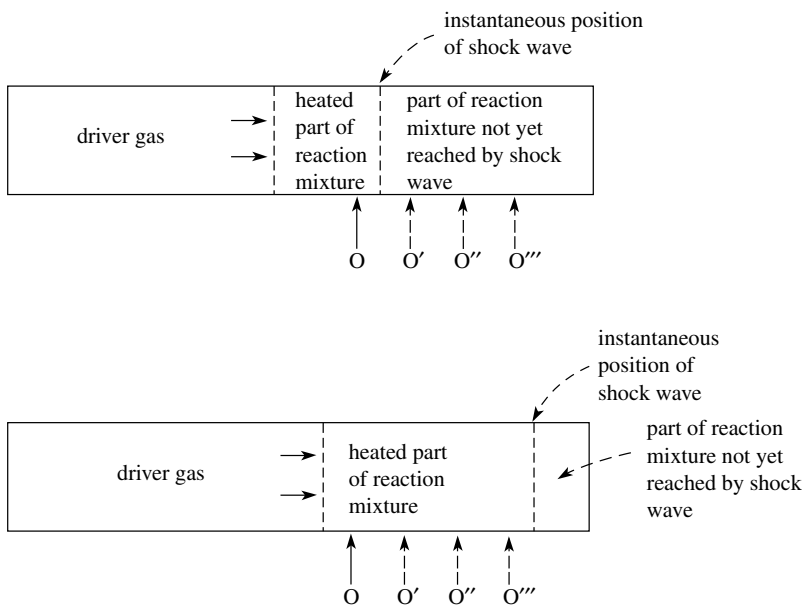 instantaneous position
of shock wave
driver gas
heated
part of
reaction
mixture
part of reaction
mixture not yet
reached by shock
wave
O
O′
O″
O‴
instantaneous
position of
shock wave
driver gas
heated part
of reaction
mixture
part of reaction
mixture not yet
reached by shock
wave
O
O′
O″
O‴